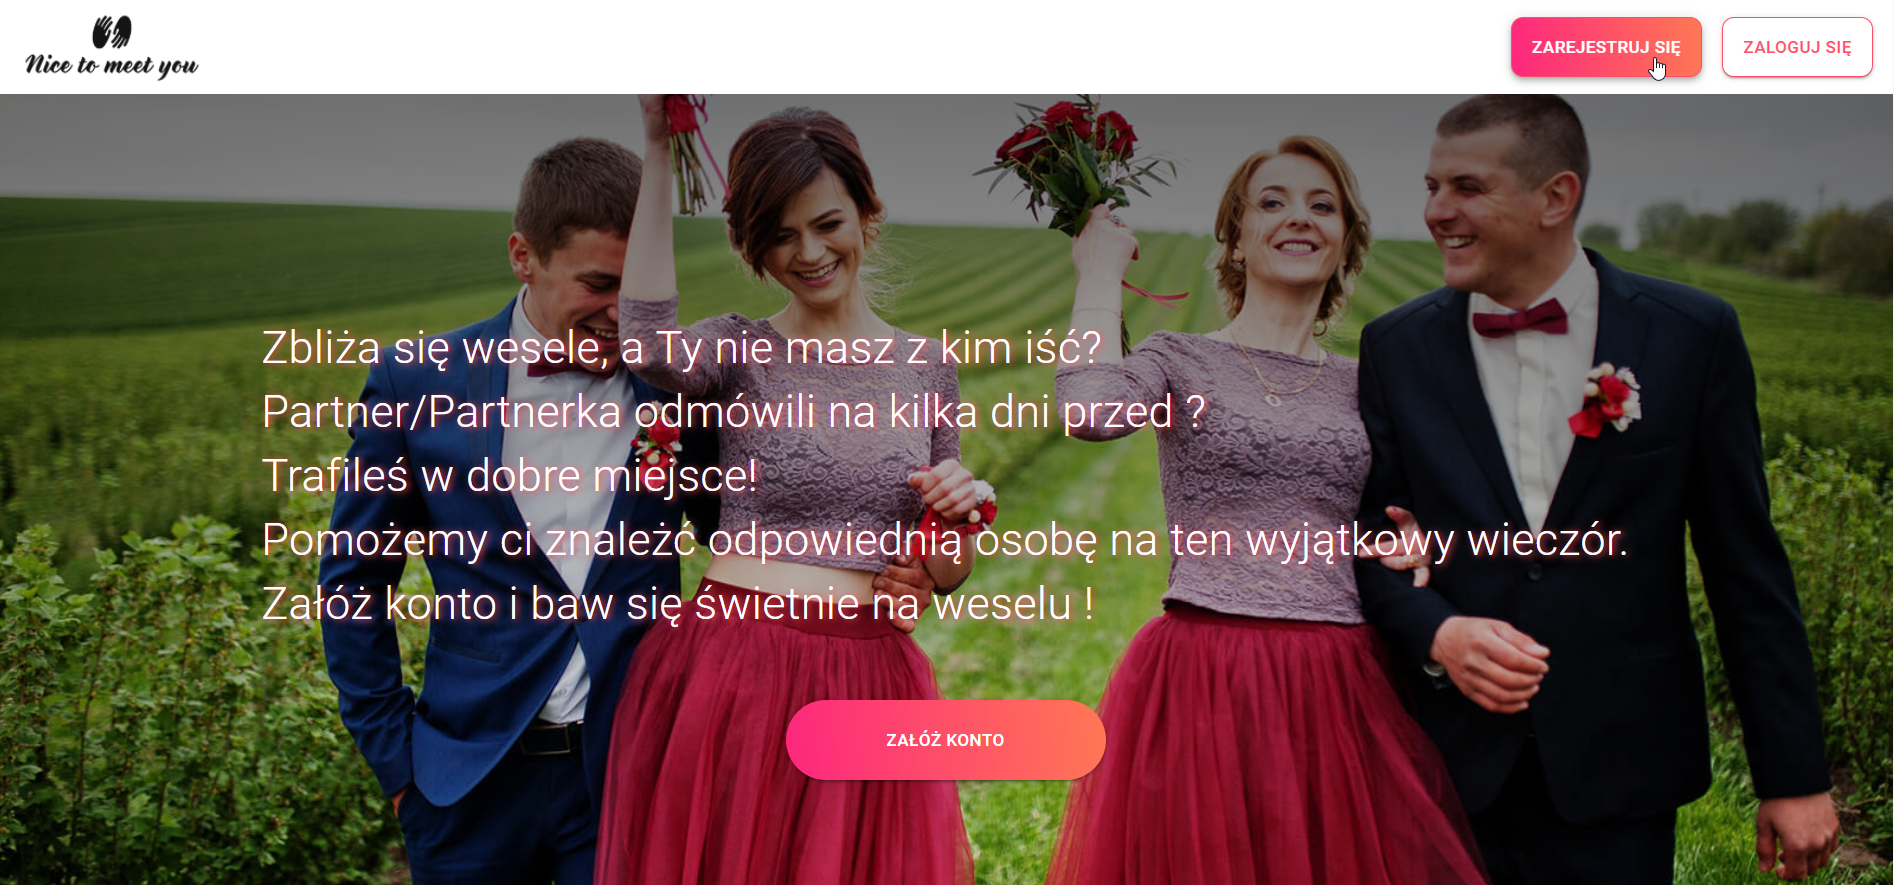 Nice to meet you
ZAREJESTRUJ SIĘ
ZALOGUJ SIĘ
Zbliża się wesele, a Ty nie masz z kim iść?
Partner/Partnerka odmówili na kilka dni przed ?
Trafileś w dobre miejsce!
Pomożemy ci znależć odpowiednią osobę na ten wyjątkowy wieczór.
Załóż konto i baw się świetnie na weselu !
ZAŁÓŻ KONTO